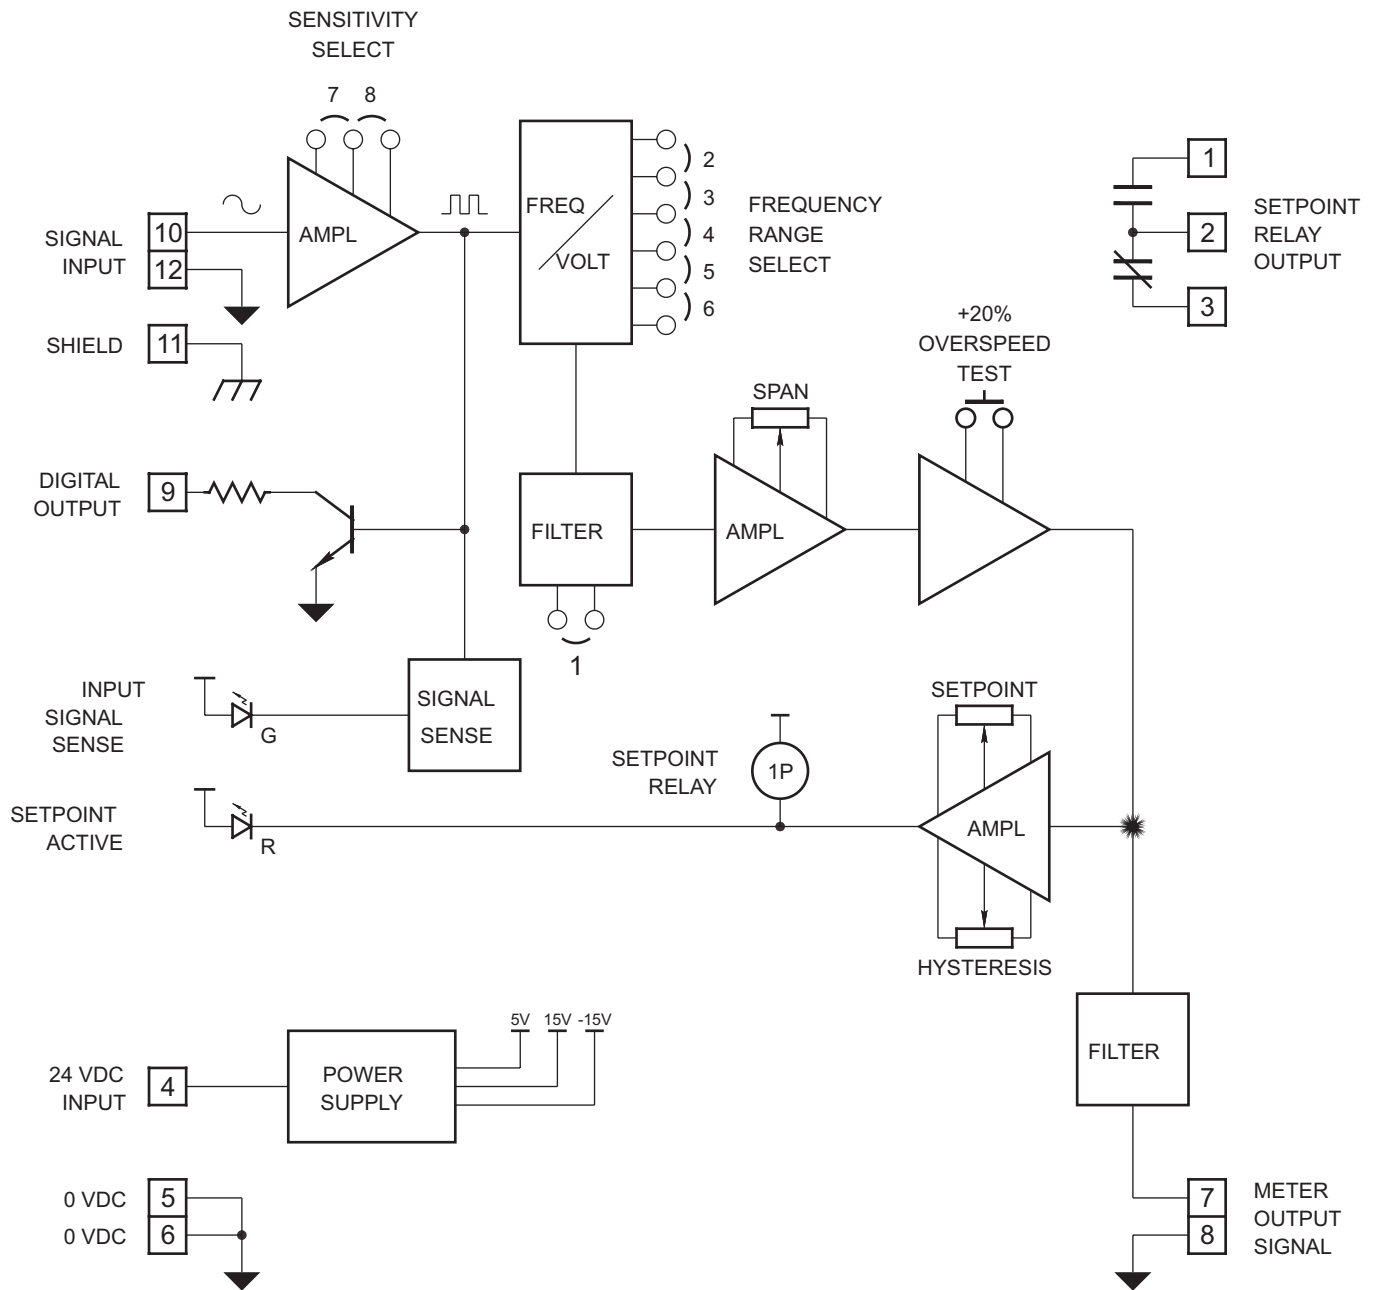 SENSITIVITY
SELECT
7 8
10
12
SIGNAL
INPUT
AMPL
FREQ
VOLT
2
3
4
5
6
FREQUENCY
RANGE
SELECT
1
2
3
SETPOINT
RELAY
OUTPUT
SHIELD
11
+20%
OVERSPEED
TEST
SPAN
DIGITAL
OUTPUT
9
FILTER
1
AMPL
INPUT
SIGNAL
SENSE
G
SIGNAL
SENSE
SETPOINT
RELAY
1P
SETPOINT
AMPL
HYSTERESIS
SETPOINT
ACTIVE
R
FILTER
24 VDC
INPUT
4
POWER
SUPPLY
5V 15V -15V
0 VDC 5
0 VDC 6
7
8
METER
OUTPUT
SIGNAL